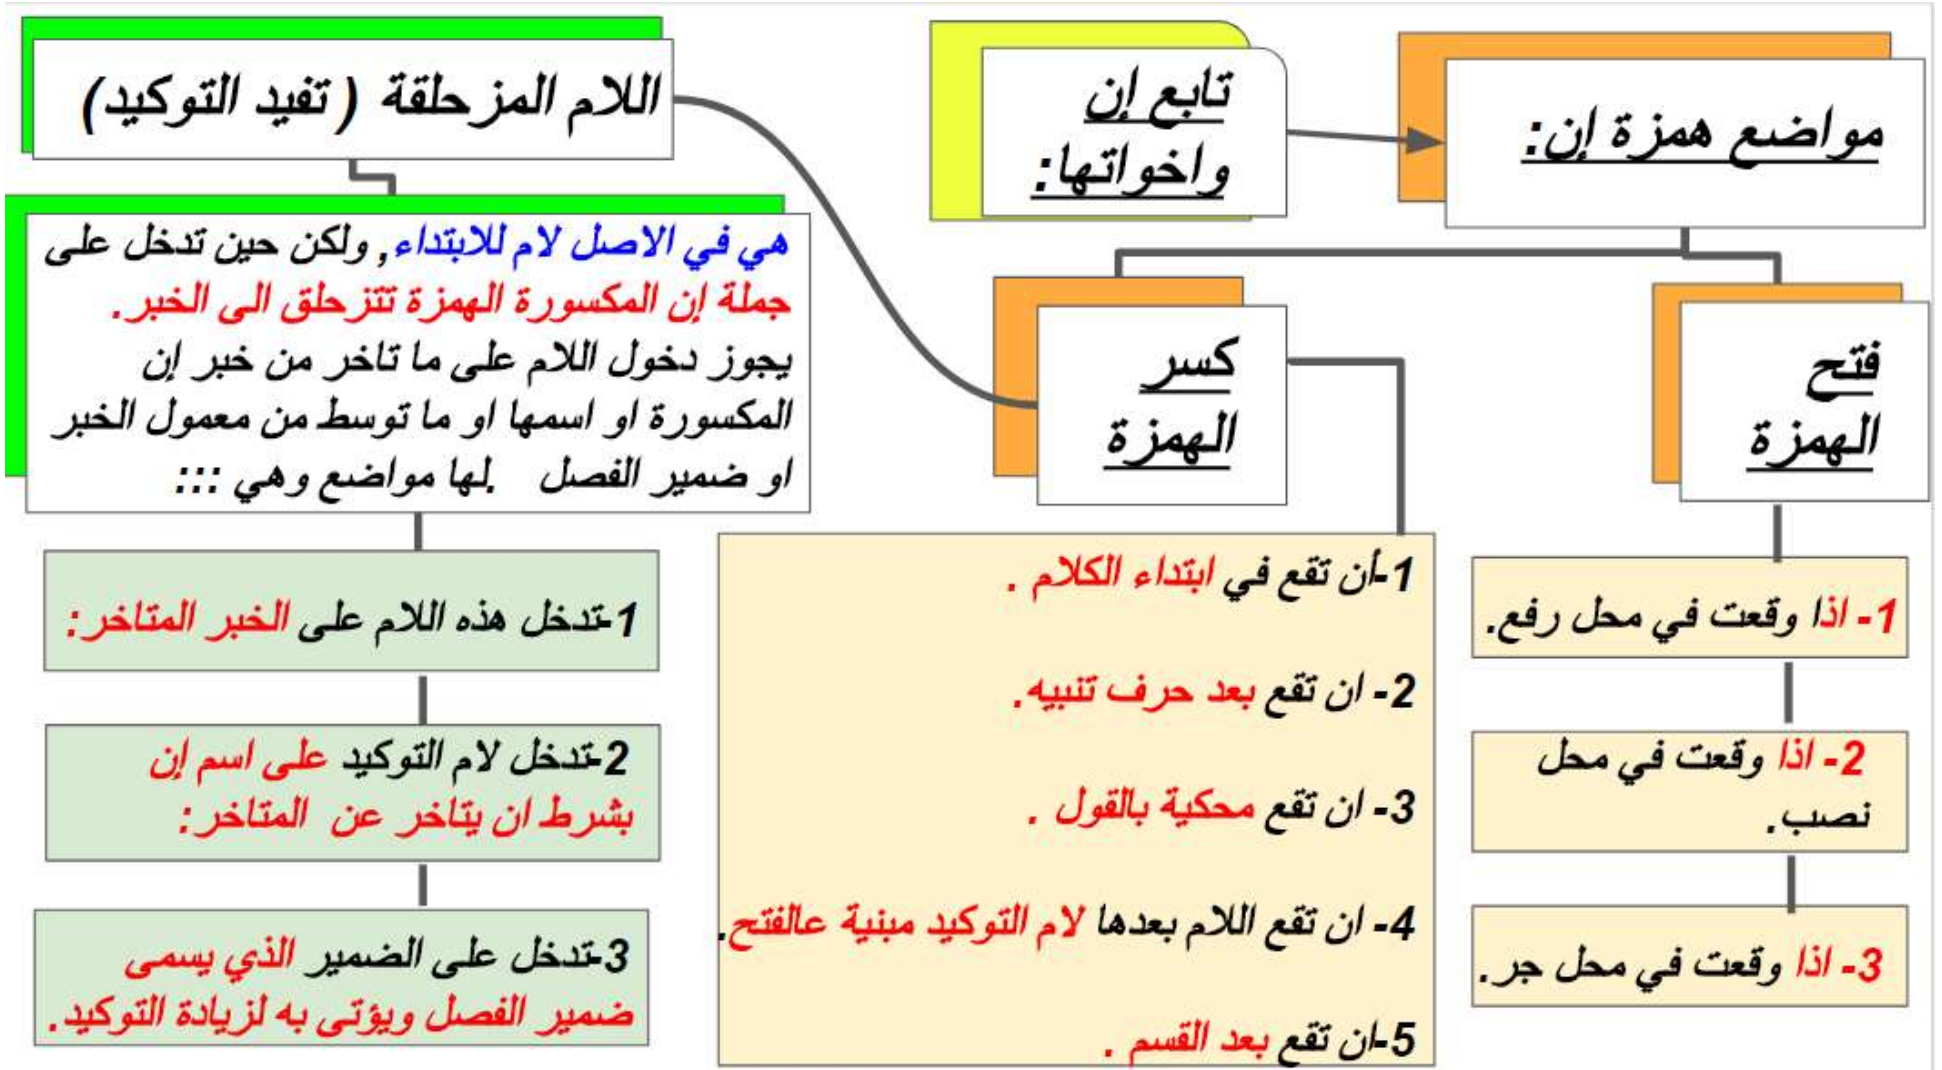 تابع إن
واخواتها:
مواضع همزة إن:
فتح
الهمزة
1- اذا وقعت في محل رفع.
2- اذا وقعت في محل
نصب.
3- اذا وقعت في محل جر.
كسر
الهمزة
1-أن تقع في ابتداء الكلام .
2- ان تقع بعد حرف تنبيه.
3- ان تقع محكية بالقول .
4- ان تقع اللام بعدها لام التوكيد مبنية عالفتح.
5-ان تقع بعد القسم .
اللام المزحلقة ( تفيد التوكيد)
هي في الاصل لام للابتداء, ولكن حين تدخل على
جملة إن المكسورة الهمزة تتزحلق الى الخبر.
يجوز دخول اللام على ما تاخر من خبر إن
المكسورة او اسمها او ما توسط من معمول الخبر
او ضمير الفصل .لها مواضع وهي :::
1-تدخل هذه اللام على الخبر المتاخر:
2-تدخل لام التوكيد على اسم إن
بشرط ان يتاخر عن المتاخر:
3-تدخل على الضمير الذي يسمى
ضمير الفصل ويؤتى به لزيادة التوكيد.